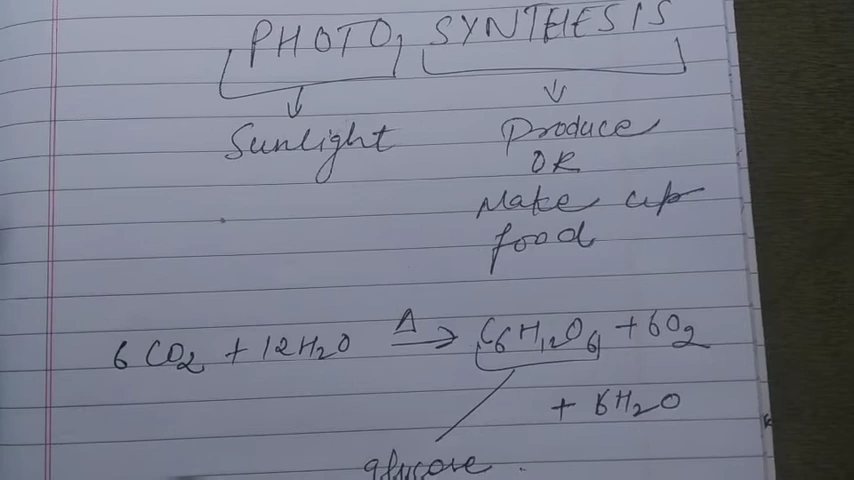 PHOTO, SYNTHESIS
Sunlight
Produce
OR
Make up
food
6 CO2 + 12H2O Δ → C6H12O6 + 6O2
+ 6H2O
glucose.